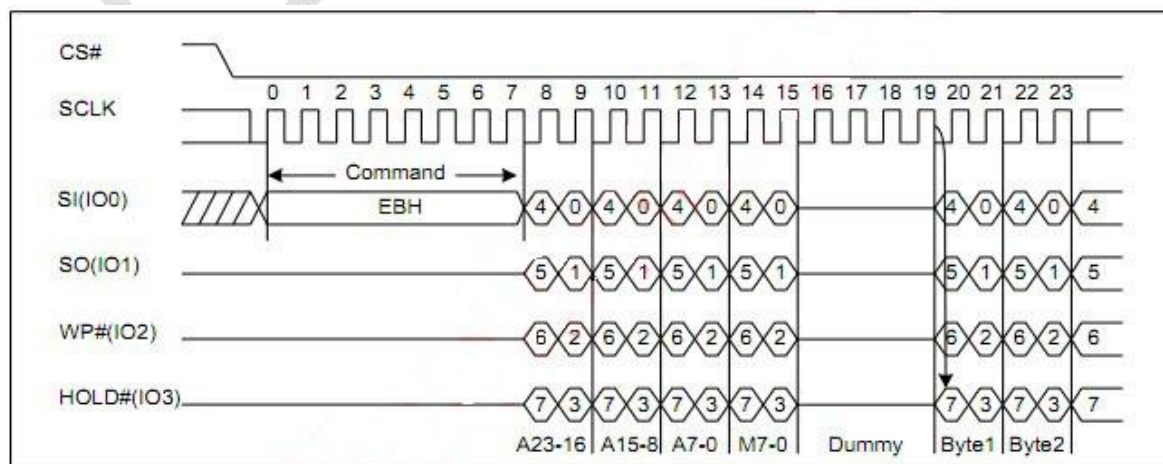 CS#
0 1 2 3 4 5 6 7 8 9 10 11 12 13 14 15 16 17 18 19 20 21 22 23
SCLK
Command
SI(IO0) EBH 4 0 4 0 4 0 4 0 4 0 4 0 4
SO(IO1) 5 1 5 1 5 1 5 1 5 1 5 1 5
WP#(IO2) 6 2 6 2 6 2 6 2 6 2 6 2 6
HOLD#(IO3) 7 3 7 3 7 3 7 3 7 3 7 3 7
A23-16 A15-8 A7-0 M7-0 Dummy Byte1 Byte2